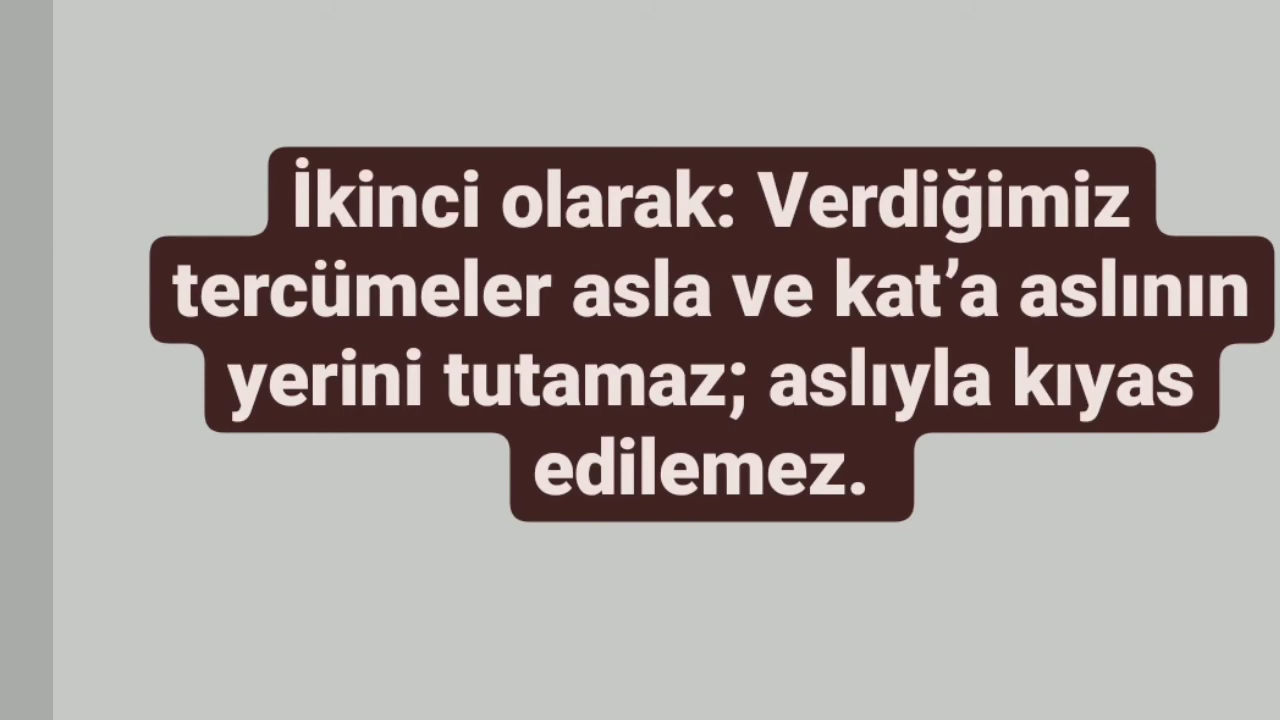 İkinci olarak: Verdiğimiz
tercümeler asla ve kat’a aslının
yerini tutamaz; aslıyla kıyas
edilemez.